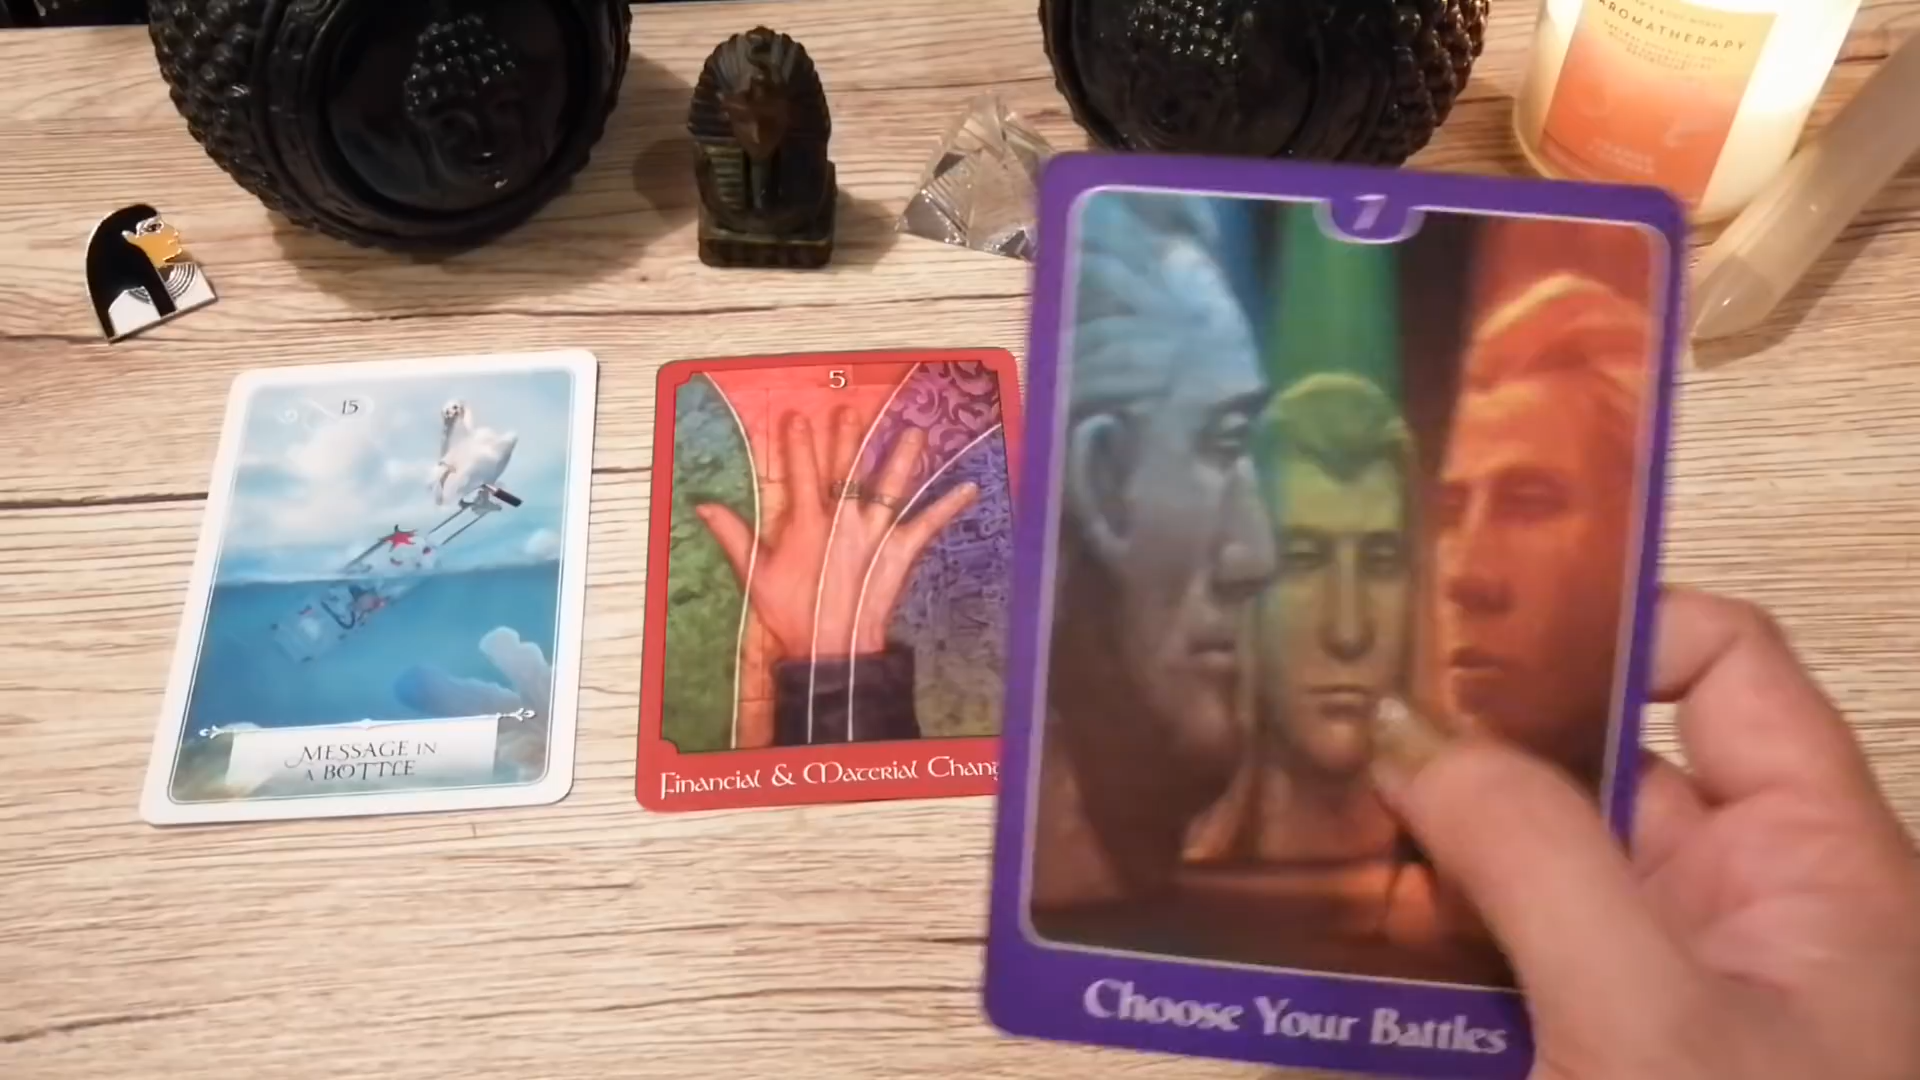 AROMATHERAPY
7
15
5
MESSAGE IN
A BOTTLE
Financial & Material Chang
Choose Your Battles